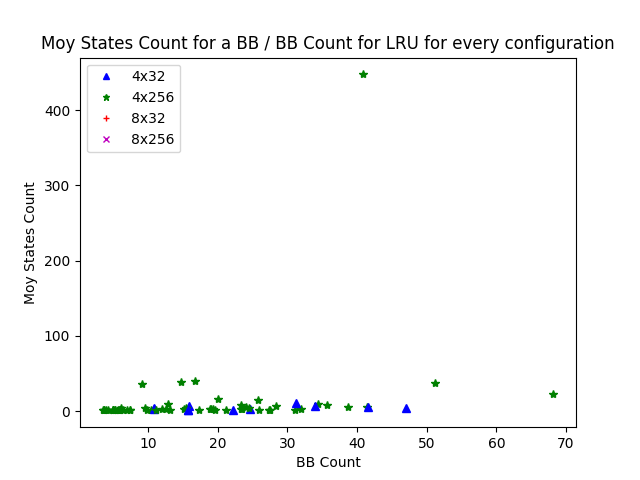 Moy States Count for a BB / BB Count for LRU for every configuration
4x32
4x256
8x32
8x256
400
300
200
100
0
Moy States Count
10 20 30 40 50 60 70
BB Count